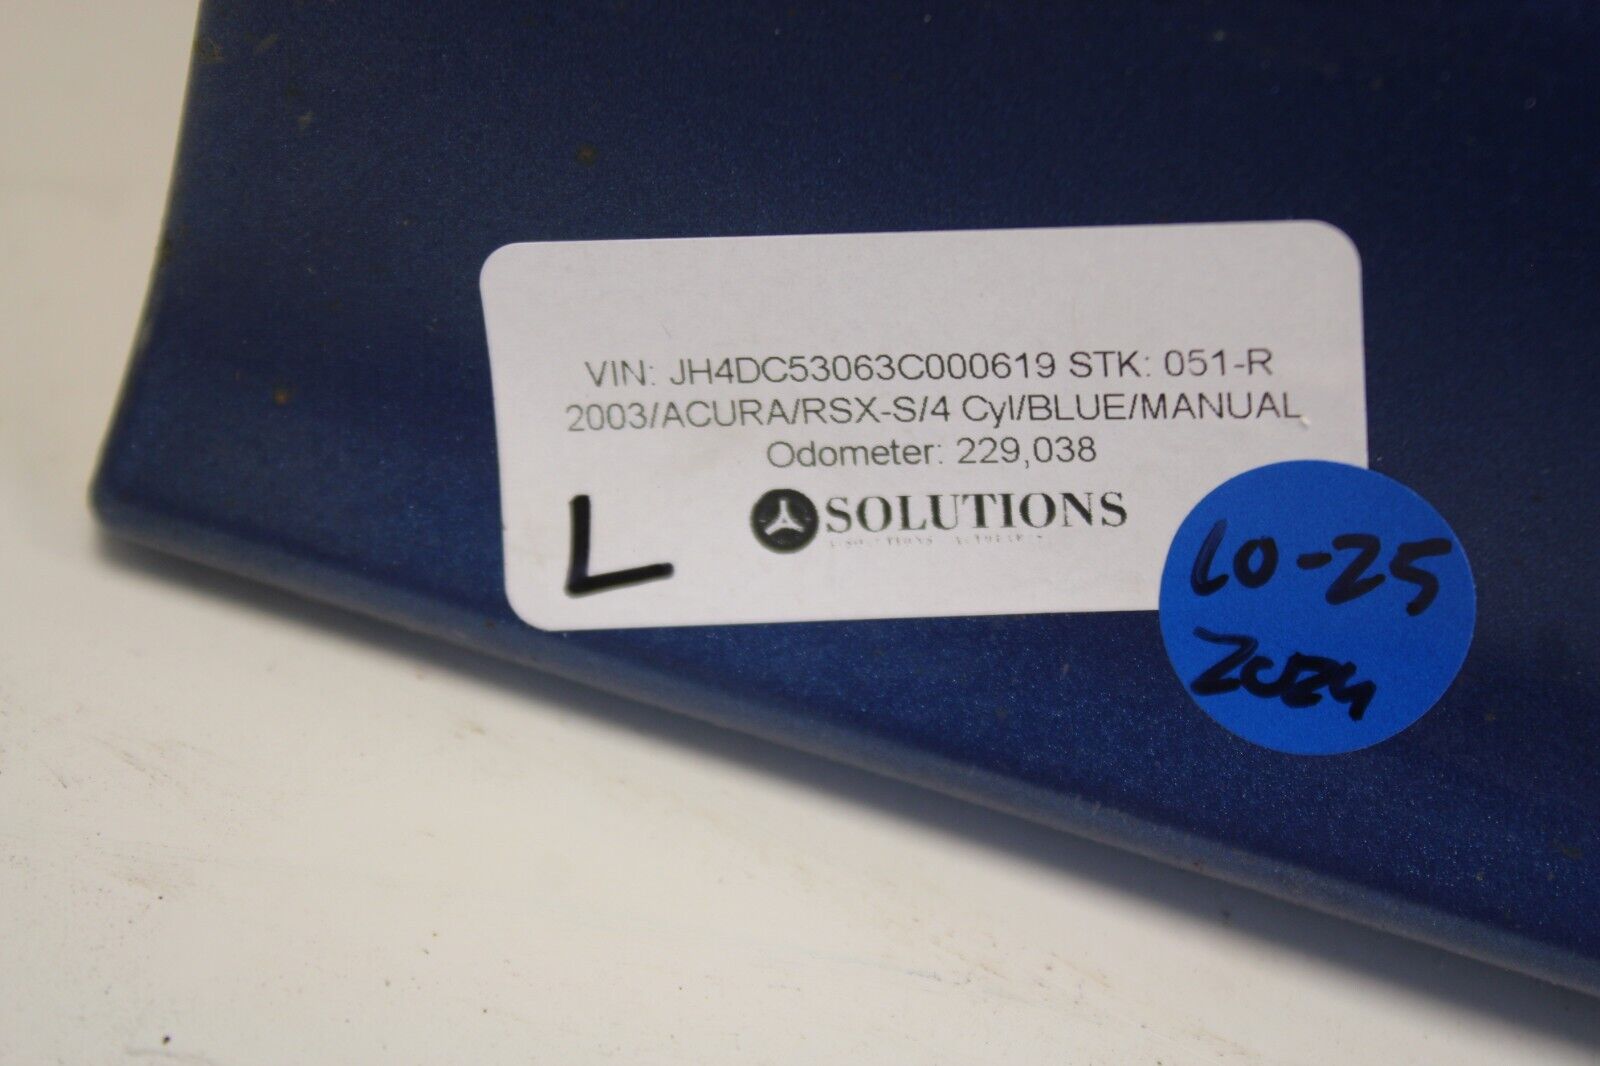 VIN: JH4DC53063C000619 STK: 051-R
2003/ACURA/RSX-S/4 Cyl/BLUE/MANUAL
Odometer: 229,038
SOLUTIONS
L
10-25
2024